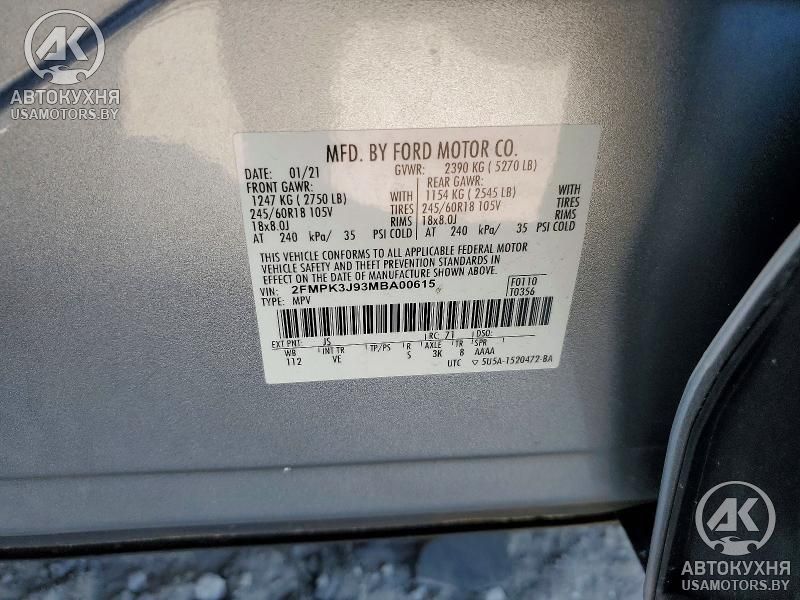 AK
АВТОКУХНЯ
USAMOTORS.BY
MFD. BY FORD MOTOR CO.
DATE: 01/21 GVWR: 2390 KG ( 5270 LB)
FRONT GAWR: REAR GAWR:
1247 KG ( 2750 LB) WITH 1154 KG ( 2545 LB) WITH
245/60R18 105V TIRES 245/60R18 105V TIRES
18x8.0J RIMS 18x8.0J RIMS
AT 240 kPa/ 35 PSI COLD AT 240 kPa/ 35 PSI COLD
THIS VEHICLE CONFORMS TO ALL APPLICABLE FEDERAL MOTOR
VEHICLE SAFETY AND THEFT PREVENTION STANDARDS IN
EFFECT ON THE DATE OF MANUFACTURE SHOWN ABOVE.
VIN: 2FMPK3J93MBA00615 F0110
TYPE: MPV T0356
EXT PNT: JS RC: 71 DSO:
WB INT TR TP/PS R AXLE TR SPR
112 VE S 3K 8 AAAA
UTC ▽ 5U5A-1520472-BA
AK
АВТОКУХНЯ
USAMOTORS.BY